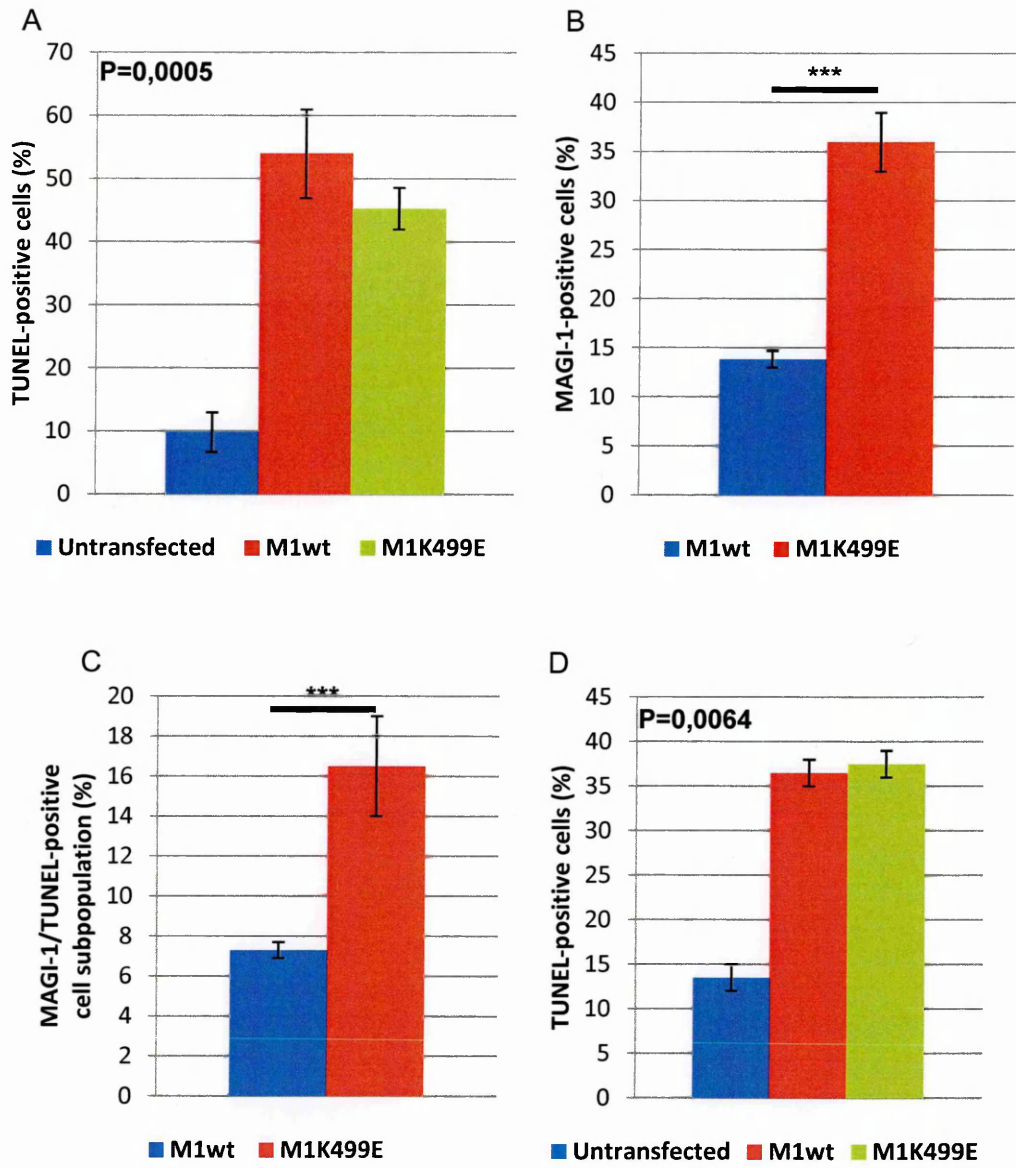 A
P=0,0005
TUNEL-positive cells (%)
70
60
50
40
30
20
10
0
Untransfected M1wt M1K499E
B
***
MAGI-1-positive cells (%)
45
40
35
30
25
20
15
10
5
0
M1wt M1K499E
C
***
MAGI-1/TUNEL-positive
cell subpopulation (%)
20
18
16
14
12
10
8
6
4
2
0
M1wt M1K499E
D
P=0,0064
TUNEL-positive cells (%)
45
40
35
30
25
20
15
10
5
0
Untransfected M1wt M1K499E